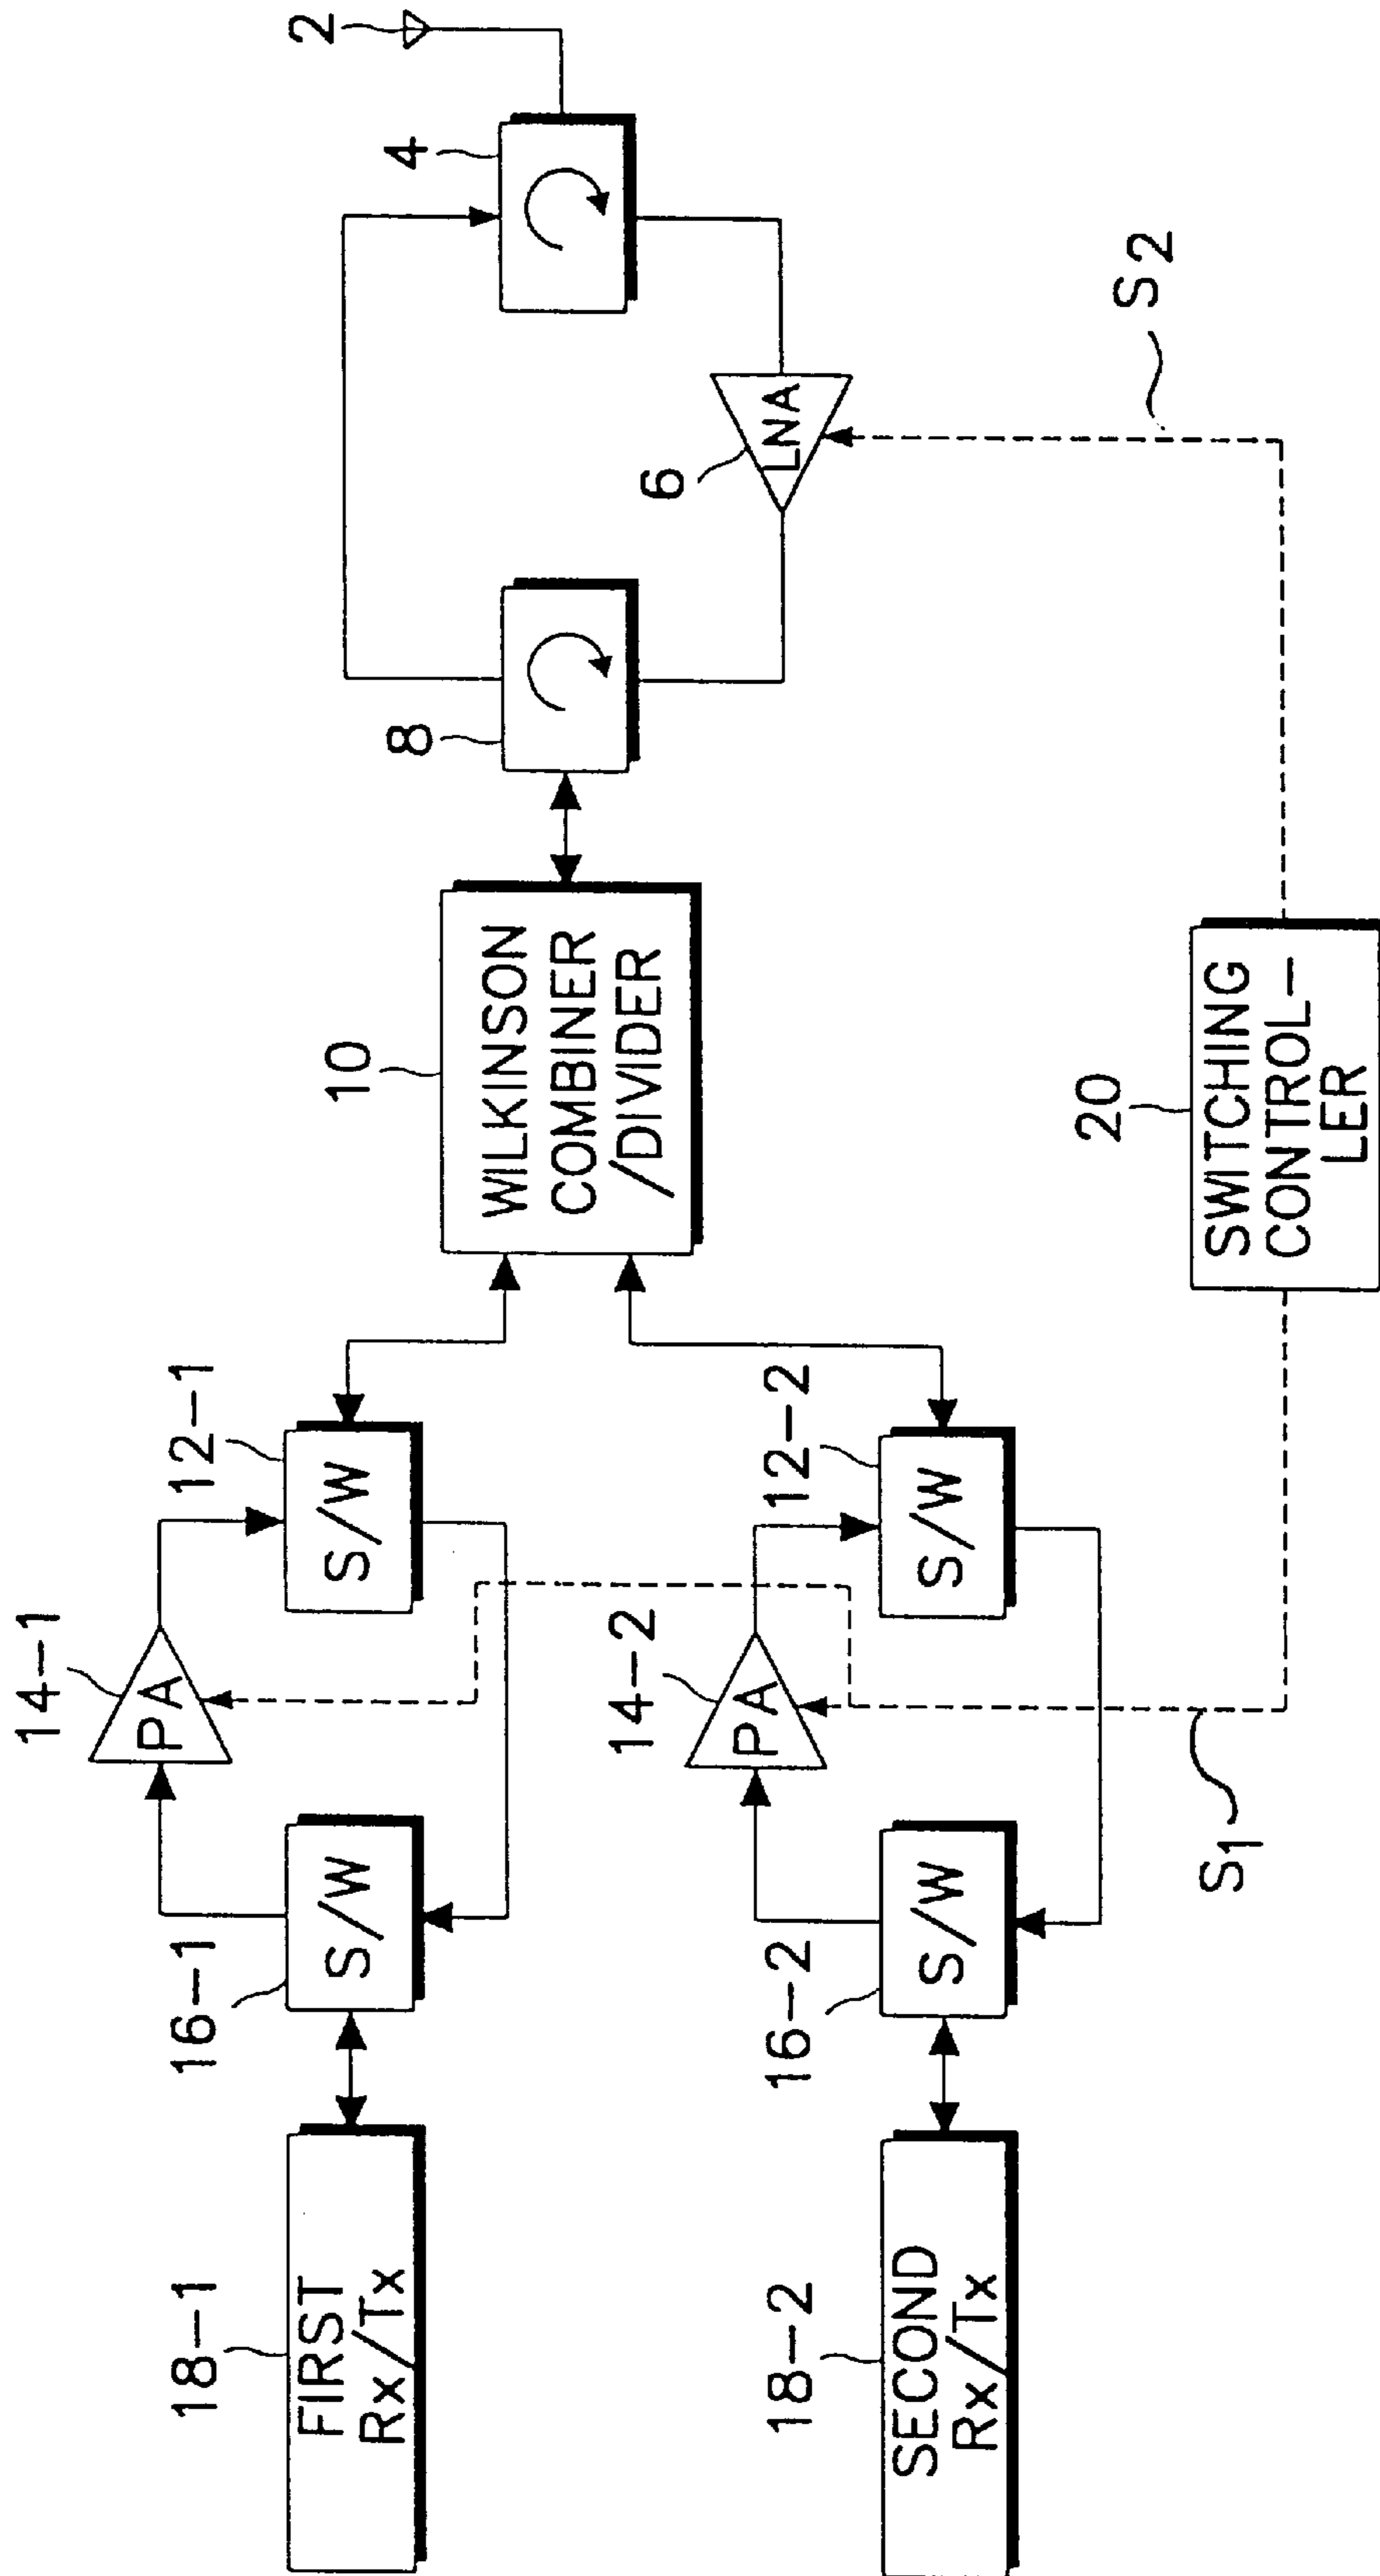 2
4
LNA
6
S2
8
WILKINSON
COMBINER
/DIVIDER
10
SWITCHING
CONTROL-
LER
20
12-1
S/W
14-1
PA
16-1
S/W
18-1
FIRST
Rx/Tx
12-2
S/W
14-2
PA
16-2
S/W
18-2
SECOND
Rx/Tx
S1